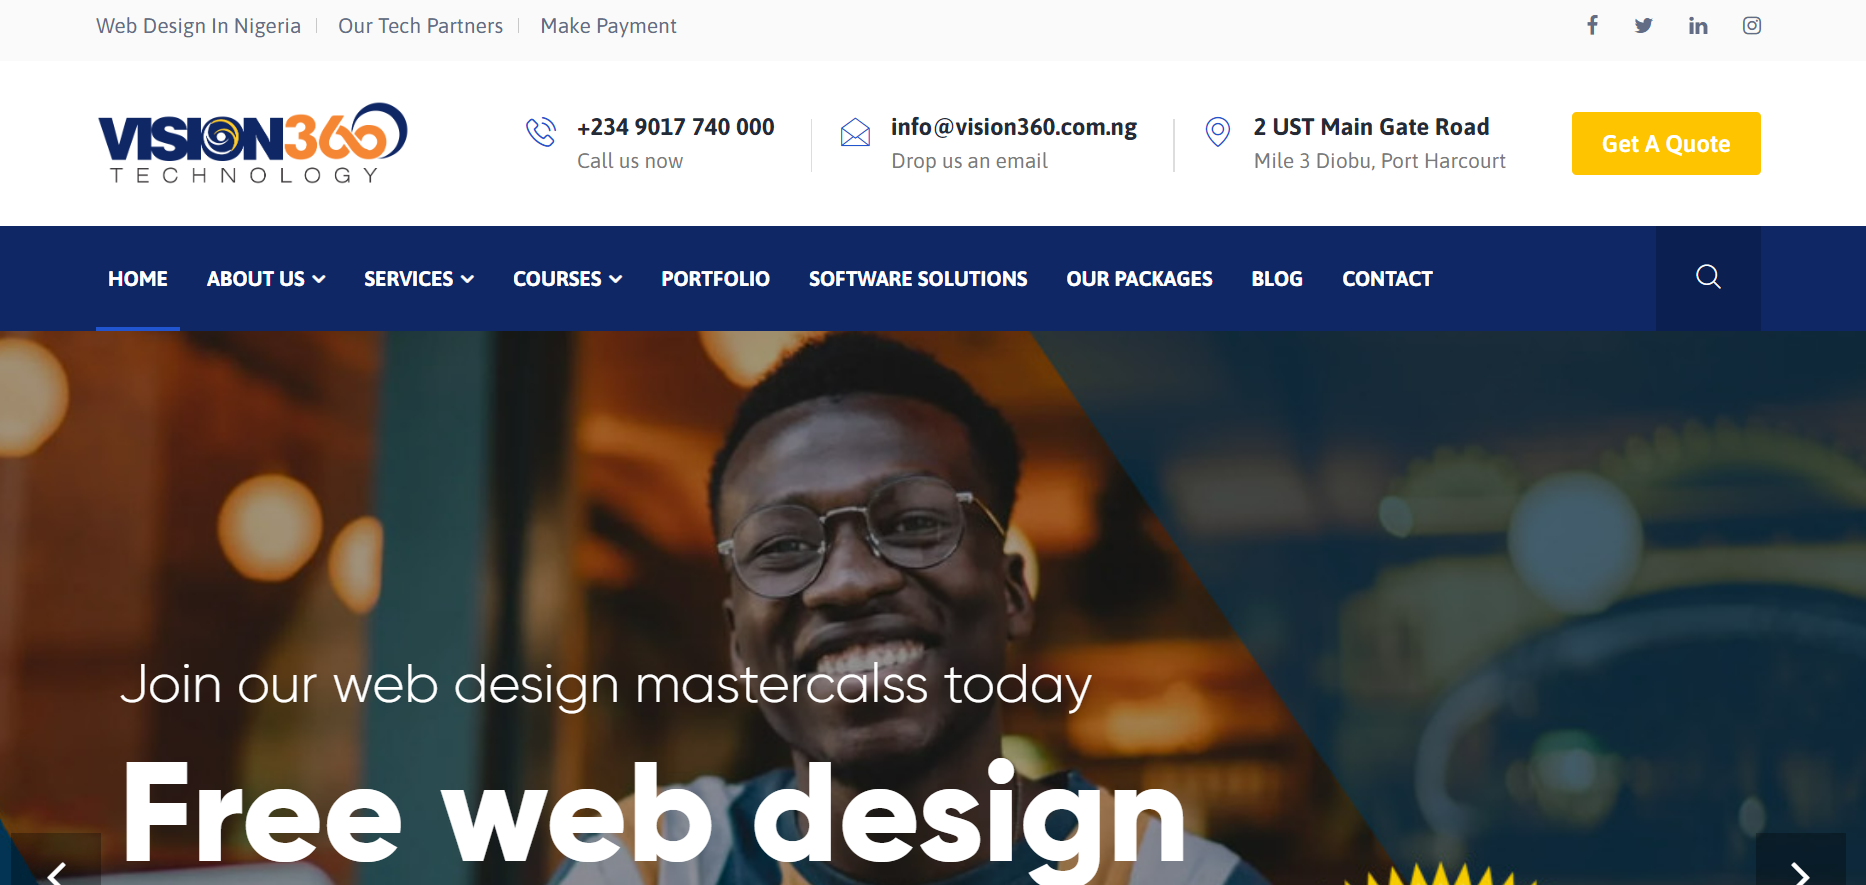 Web Design In Nigeria Our Tech Partners Make Payment
VISION360
TECHNOLOGY
+234 9017 740 000
Call us now
info@vision360.com.ng
Drop us an email
2 UST Main Gate Road
Mile 3 Diobu, Port Harcourt
Get A Quote
HOME ABOUT US SERVICES COURSES PORTFOLIO SOFTWARE SOLUTIONS OUR PACKAGES BLOG CONTACT
Join our web design mastercalss today
Free web design